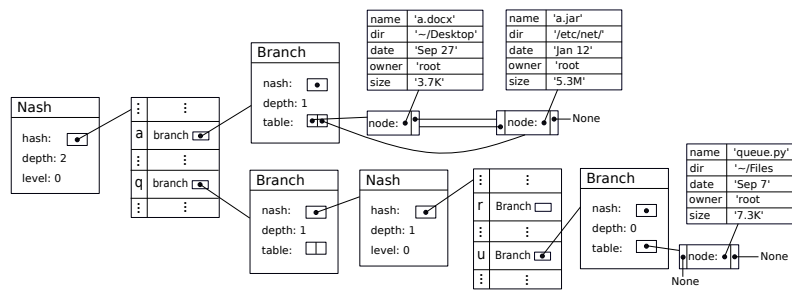 name 'a.docx'
dir '~/Desktop'
date 'Sep 27'
owner 'root
size '3.7K'
name 'a.jar'
dir '/etc/net/'
date 'Jan 12'
owner 'root
size '5.3M'
Branch
nash:
depth: 1
table:
node:
node:
None
Nash
hash:
depth: 2
level: 0
a branch
q branch
Branch
nash:
depth: 1
table:
Nash
hash:
depth: 1
level: 0
r Branch
u Branch
Branch
nash:
depth: 0
table:
name 'queue.py'
dir '~/Files
date 'Sep 7'
owner 'root
size '7.3K'
node:
None
None